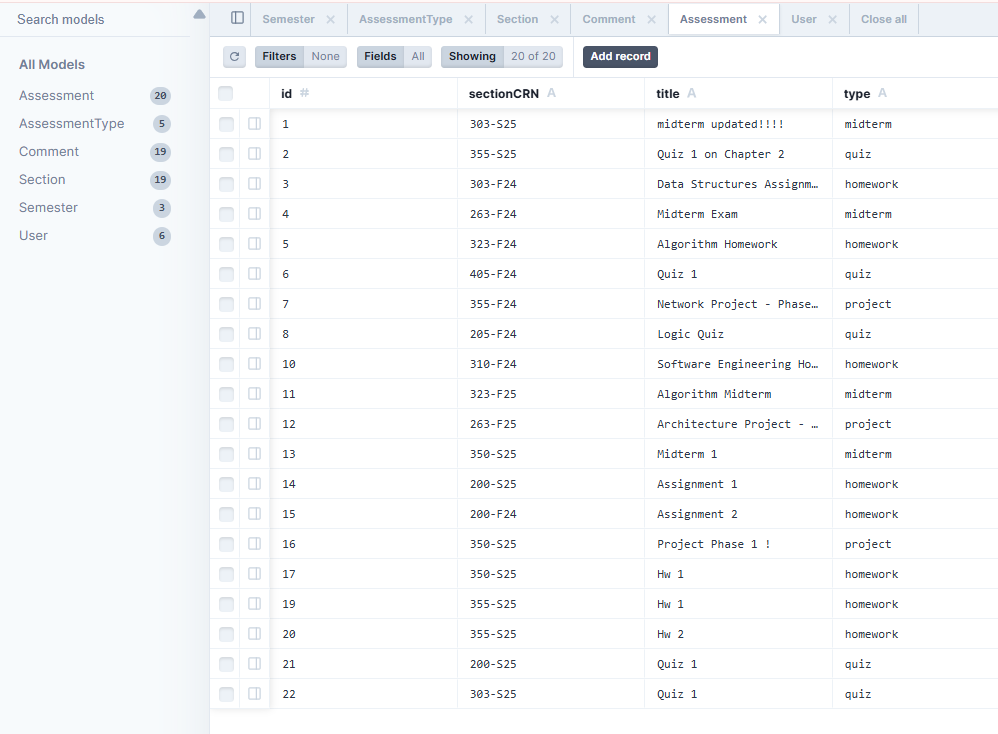 Search models
All Models
Assessment 20
AssessmentType 5
Comment 19
Section 19
Semester 3
User 6
Semester × AssessmentType × Section × Comment × Assessment × User × Close all
Filters None Fields All Showing 20 of 20 Add record
id # sectionCRN A title A type A
1 303-S25 midterm updated!!!! midterm
2 355-S25 Quiz 1 on Chapter 2 quiz
3 303-F24 Data Structures Assignm… homework
4 263-F24 Midterm Exam midterm
5 323-F24 Algorithm Homework homework
6 405-F24 Quiz 1 quiz
7 355-F24 Network Project - Phase… project
8 205-F24 Logic Quiz quiz
10 310-F24 Software Engineering Ho… homework
11 323-F25 Algorithm Midterm midterm
12 263-F25 Architecture Project - … project
13 350-S25 Midterm 1 midterm
14 200-S25 Assignment 1 homework
15 200-F24 Assignment 2 homework
16 350-S25 Project Phase 1 ! project
17 350-S25 Hw 1 homework
19 355-S25 Hw 1 homework
20 355-S25 Hw 2 homework
21 200-S25 Quiz 1 quiz
22 303-S25 Quiz 1 quiz